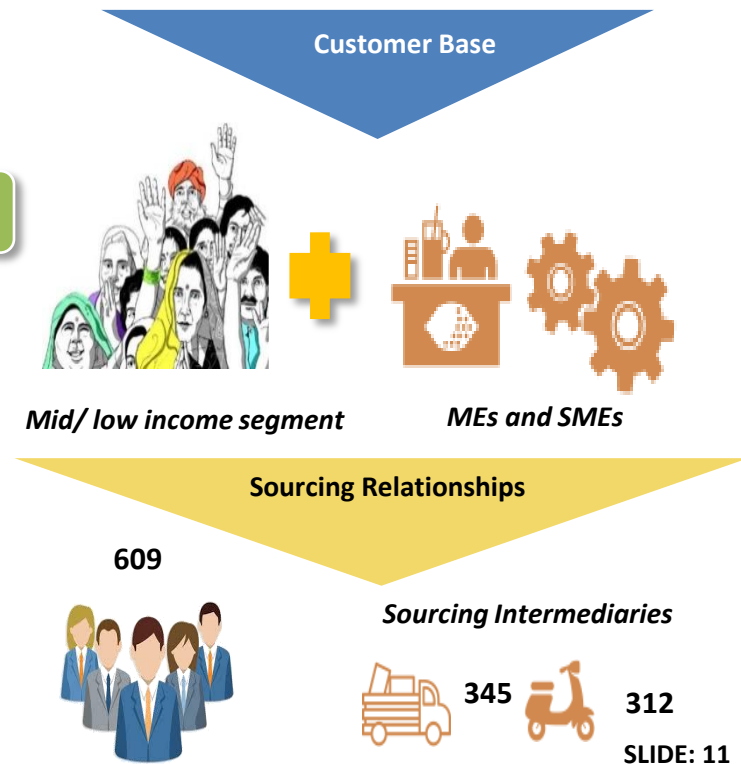 Customer Base
Mid/ low income segment
MEs and SMEs
Sourcing Relationships
609
Sourcing Intermediaries
345
312
SLIDE: 11